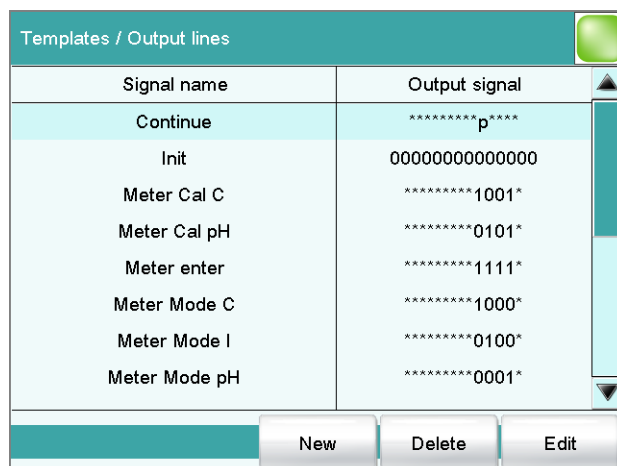 Templates / Output lines
Signal name Output signal
Continue *********p****
Init 00000000000000
Meter Cal C *********1001*
Meter Cal pH *********0101*
Meter enter *********1111*
Meter Mode C *********1000*
Meter Mode I *********0100*
Meter Mode pH *********0001*
New Delete Edit